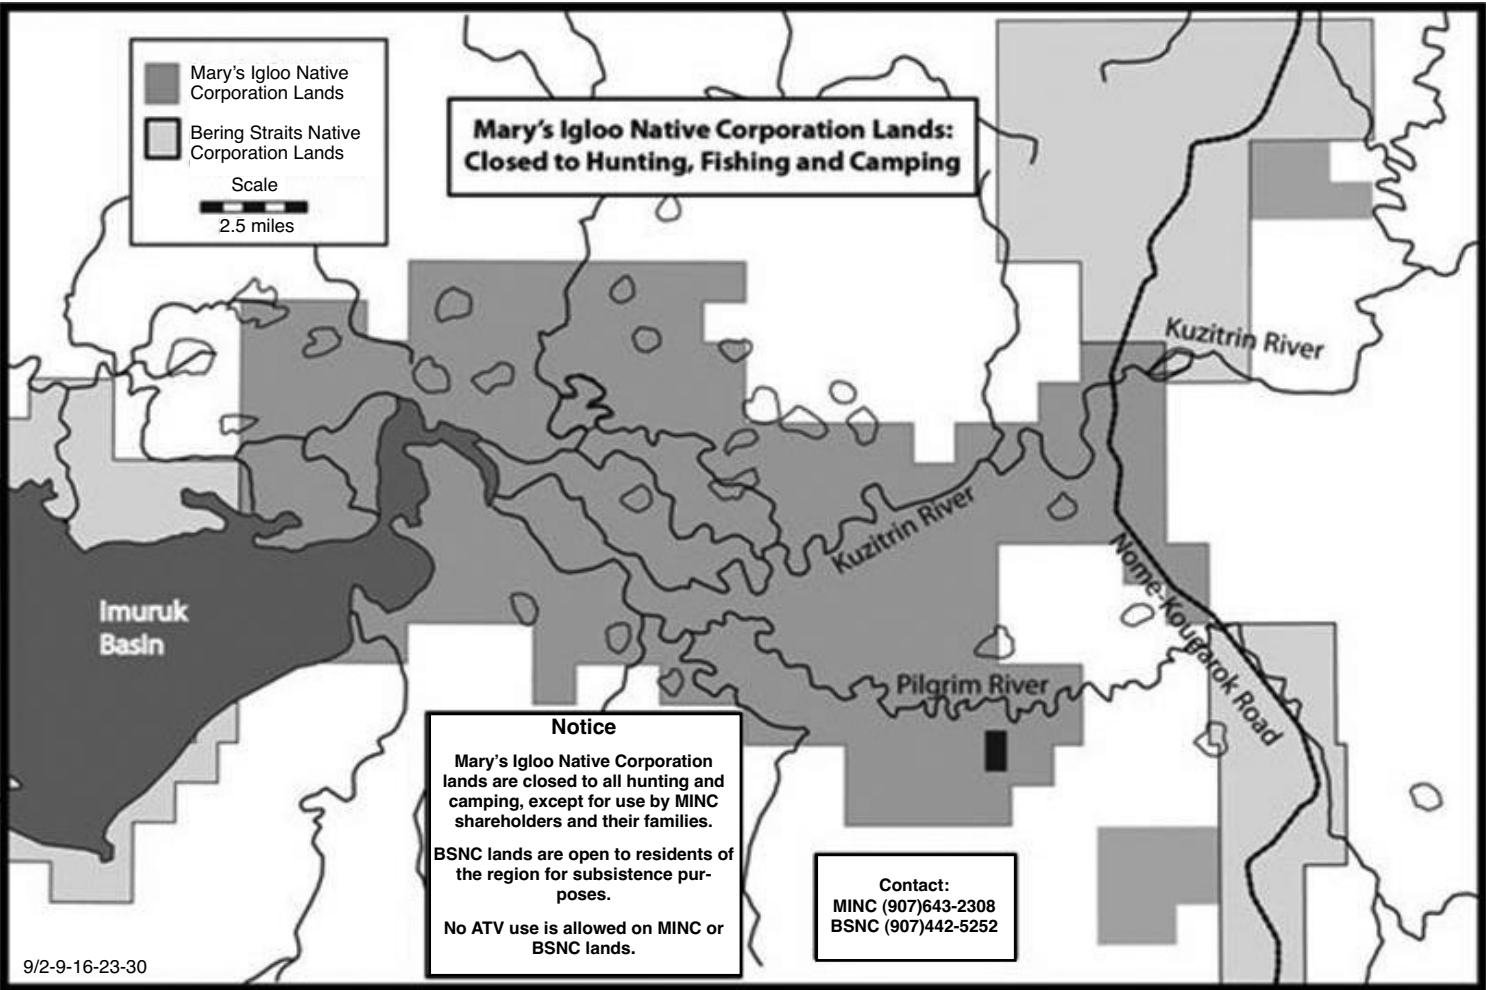 Mary's Igloo Native
Corporation Lands
Bering Straits Native
Corporation Lands
Scale
2.5 miles
Mary's Igloo Native Corporation Lands:
Closed to Hunting, Fishing and Camping
Kuzitrin River
Kuzitrin River
Nome-Kougarok Road
Imuruk
Basin
Pilgrim River
Notice
Mary's Igloo Native Corporation
lands are closed to all hunting and
camping, except for use by MINC
shareholders and their families.
BSNC lands are open to residents of
the region for subsistence pur-
poses.
No ATV use is allowed on MINC or
BSNC lands.
Contact:
MINC (907)643-2308
BSNC (907)442-5252
9/2-9-16-23-30